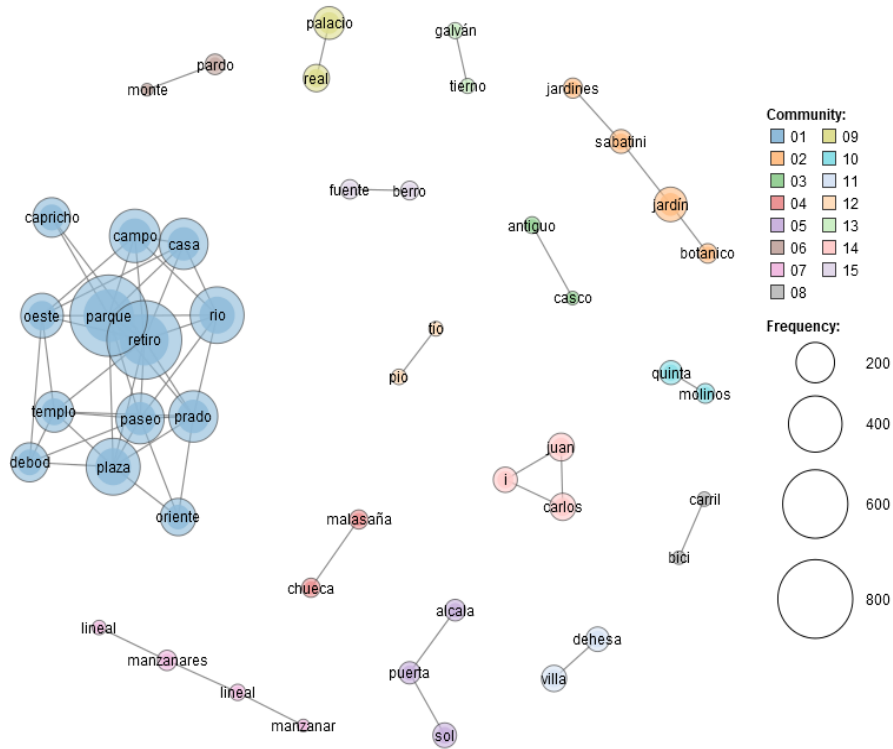 palacio
galván
pardo
real
monte
tierno
jardines
Community:
01 09
02 10
03 11
04 12
05 13
06 14
07 15
08
sabatini
fuente berro
capricho
jardín
campo
casa
antiguo
botanico
casco
oeste
parque
rio
retiro
tío
Frequency:
200
400
600
800
pio
quinta
molinos
templo
paseo
prado
debod
plaza
juan
i
carlos
oriente
malasaña
carril
bici
chueca
alcala
lineal
dehesa
manzanares
puerta
villa
lineal
manzanar
sol